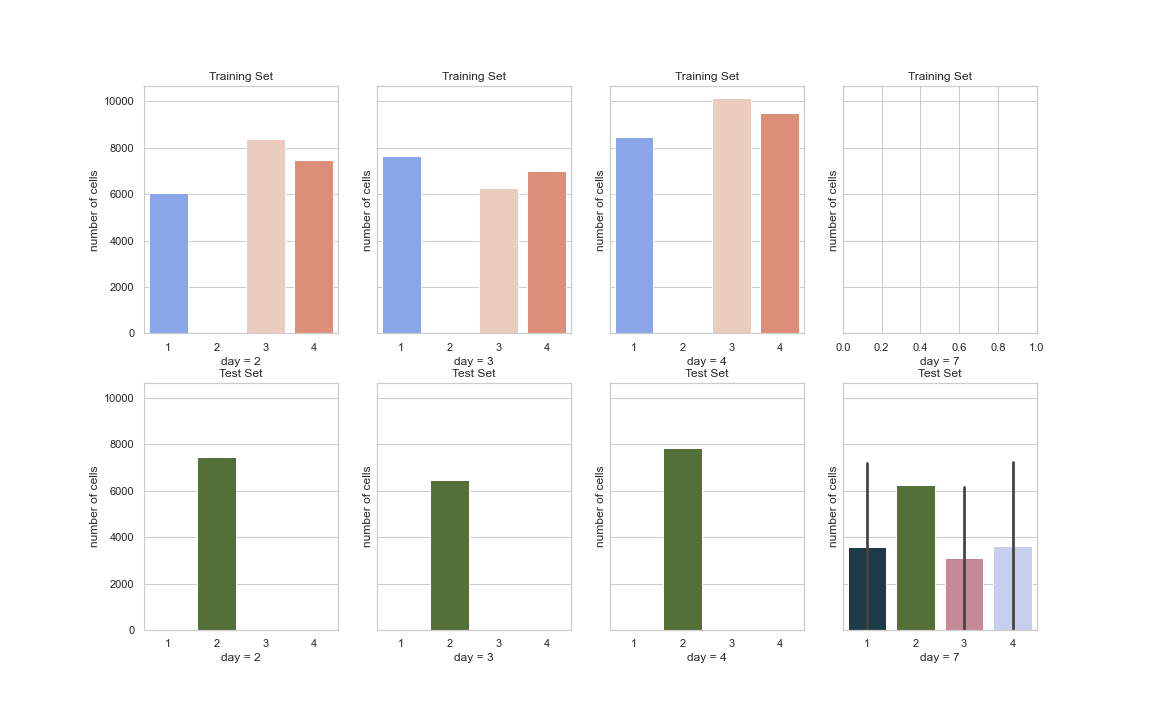 Training Set Training Set Training Set Training Set
10000
8000
6000
4000
2000
0
number of cells number of cells number of cells number of cells
1 2 3 4 1 2 3 4 1 2 3 4 0.0 0.2 0.4 0.6 0.8 1.0
day = 2 day = 3 day = 4 day = 7
Test Set Test Set Test Set Test Set
10000
8000
6000
4000
2000
0
number of cells number of cells number of cells number of cells
1 2 3 4 1 2 3 4 1 2 3 4 1 2 3 4
day = 2 day = 3 day = 4 day = 7